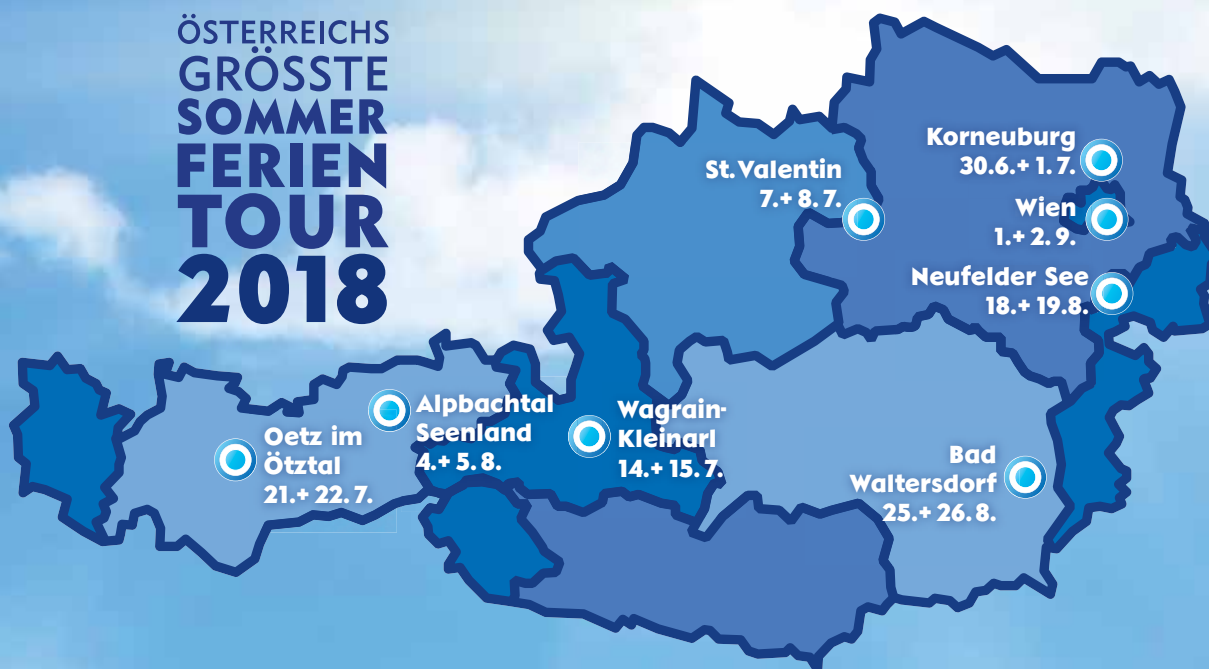 ÖSTERREICHS
GRÖSSTE
SOMMER
FERIEN
TOUR
2018
Korneuburg
30.6.+ 1.7.
St. Valentin
7.+ 8. 7.
Wien
1.+ 2. 9.
Neufelder See
18.+ 19.8.
Alpbachtal
Seenland
4.+ 5. 8.
Wagrain-
Kleinarl
14.+ 15. 7.
Oetz im
Ötztal
21.+ 22. 7.
Bad
Waltersdorf
25.+ 26. 8.